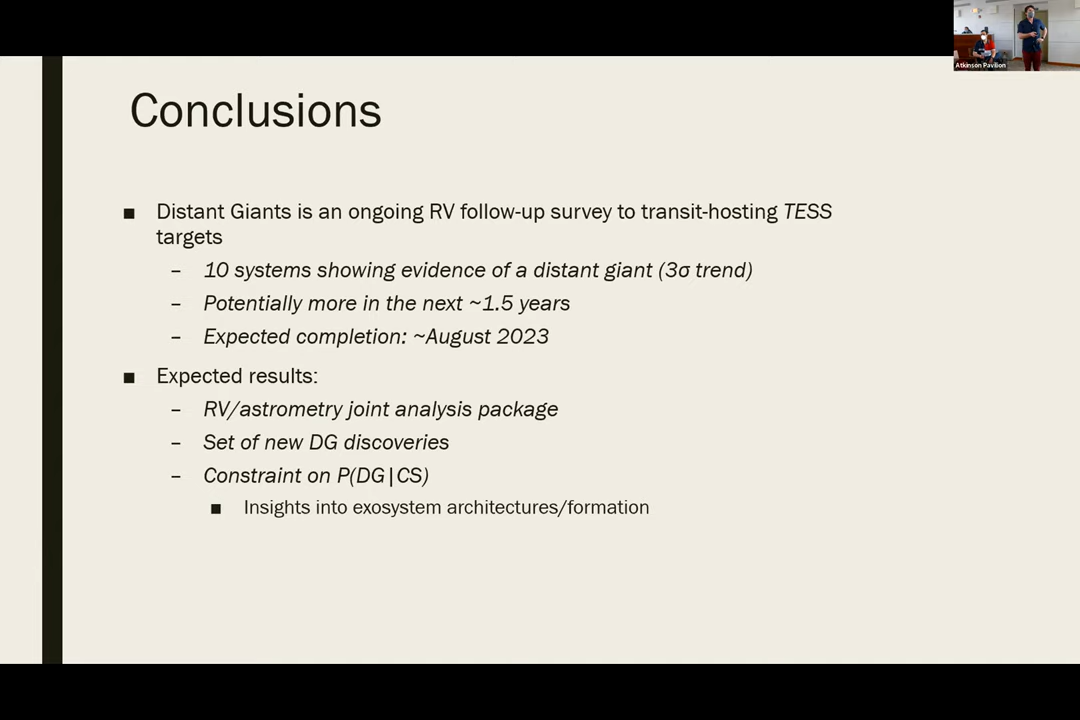 Atkinson Pavilion
Conclusions
■ Distant Giants is an ongoing RV follow-up survey to transit-hosting TESS
targets
– 10 systems showing evidence of a distant giant (3σ trend)
– Potentially more in the next ~1.5 years
– Expected completion: ~August 2023
■ Expected results:
– RV/astrometry joint analysis package
– Set of new DG discoveries
– Constraint on P(DG|CS)
■ Insights into exosystem architectures/formation